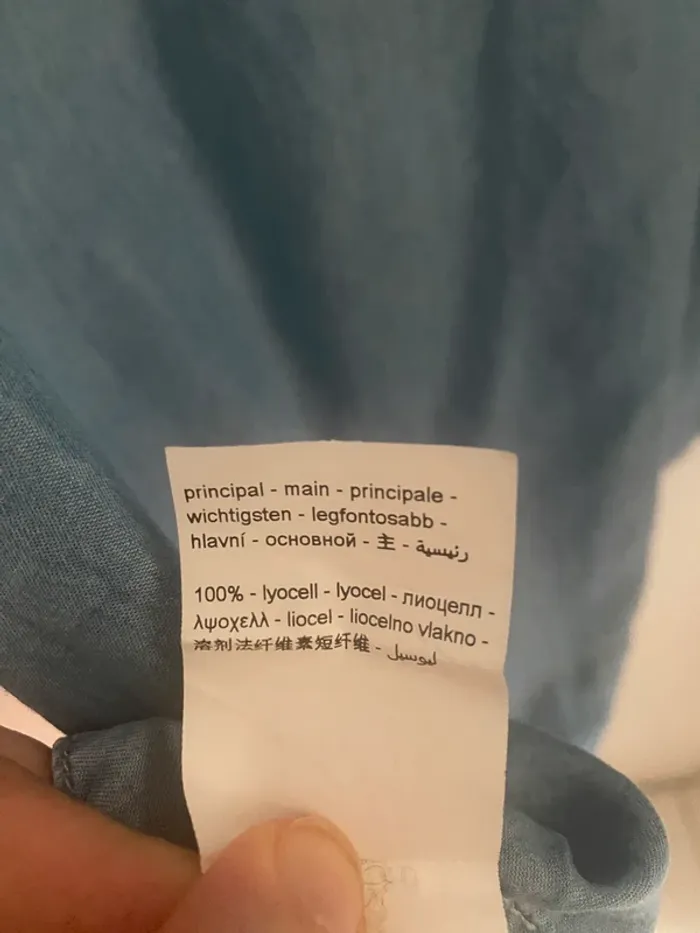 principal - main - principale -
wichtigsten - legfontosabb -
hlavní - основной - 主 - رئيسية
100% - lyocell - lyocel - лиоцелл -
λψοχελλ - liocel - liocelno vlakno -
溶剂法纤维素短纤维 - ليوسيل